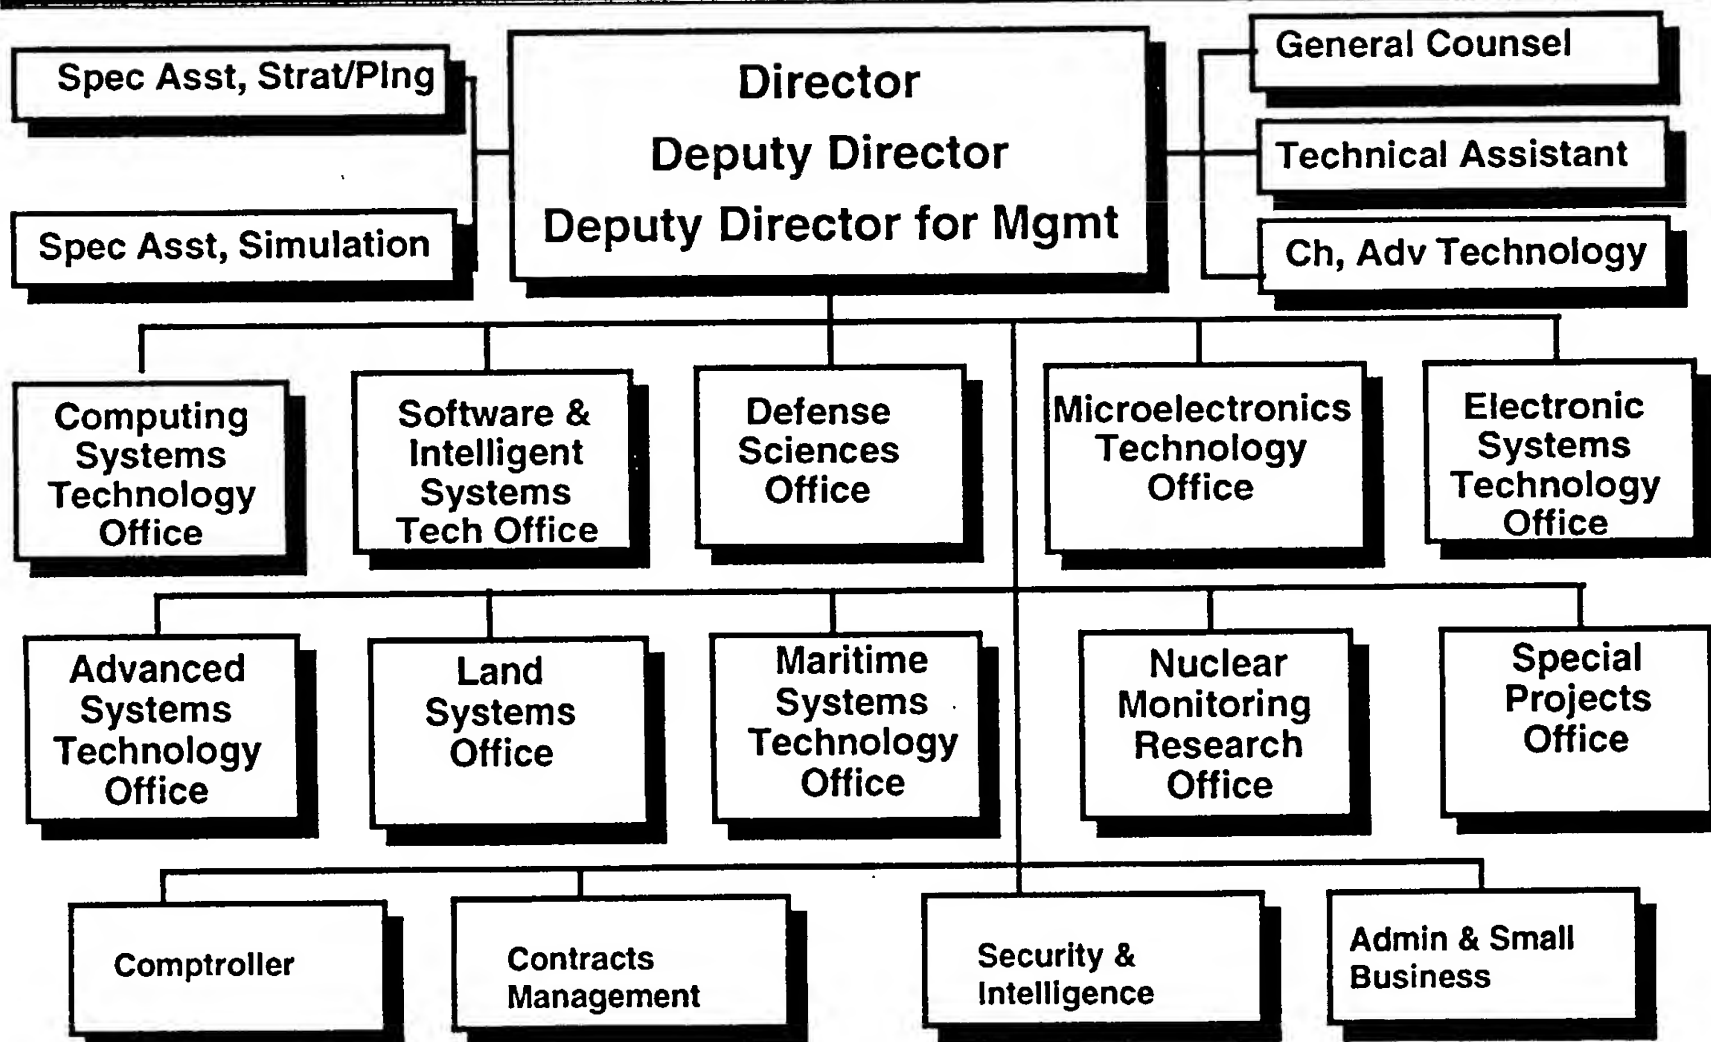 Spec Asst, Strat/Plng
Spec Asst, Simulation
Director
Deputy Director
Deputy Director for Mgmt
General Counsel
Technical Assistant
Ch, Adv Technology
Computing
Systems
Technology
Office
Software &
Intelligent
Systems
Tech Office
Defense
Sciences
Office
Microelectronics
Technology
Office
Electronic
Systems
Technology
Office
Advanced
Systems
Technology
Office
Land
Systems
Office
Maritime
Systems
Technology
Office
Nuclear
Monitoring
Research
Office
Special
Projects
Office
Comptroller
Contracts
Management
Security &
Intelligence
Admin & Small
Business